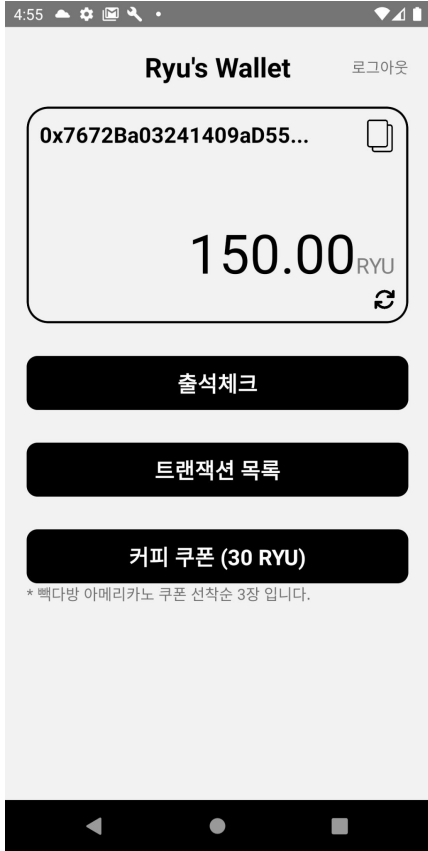 4:55
Ryu's Wallet
로그아웃
0x7672Ba03241409aD55...
150.00 RYU
출석체크
트랜잭션 목록
커피 쿠폰 (30 RYU)
* 빽다방 아메리카노 쿠폰 선착순 3장 입니다.